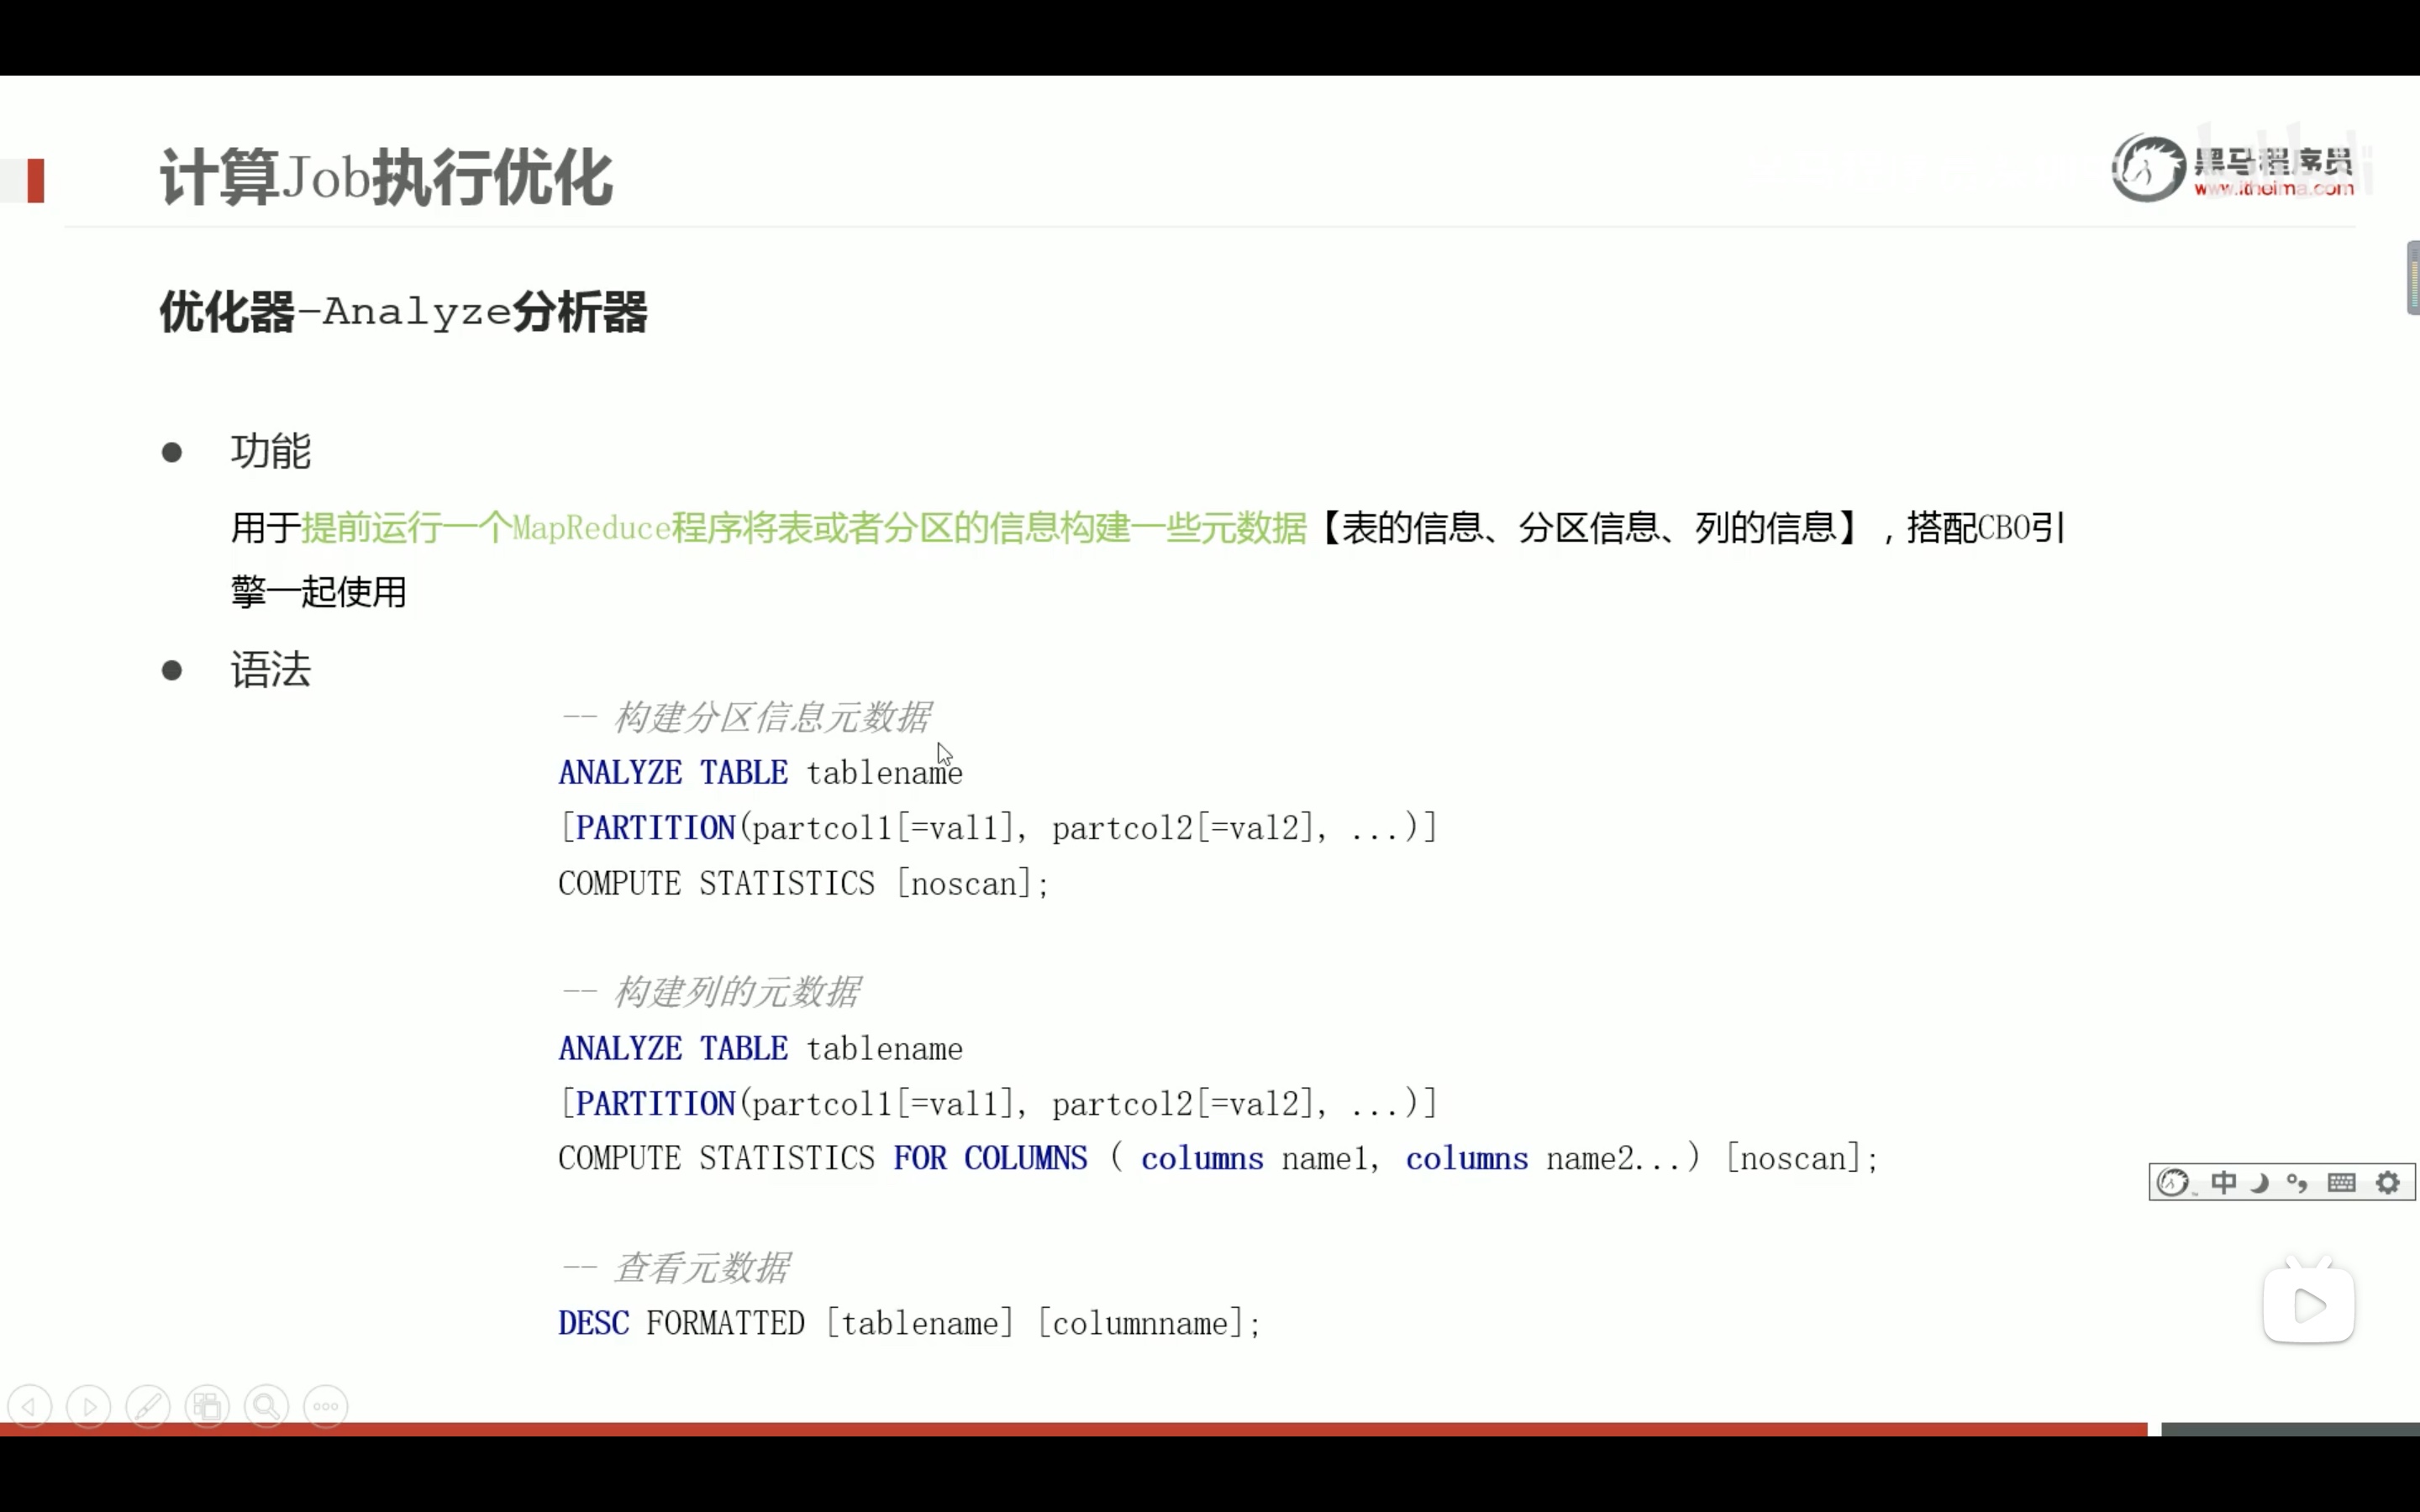 计算Job执行优化
黑马程序员
www.itheima.com
优化器-Analyze分析器
● 功能
用于提前运行一个MapReduce程序将表或者分区的信息构建一些元数据【表的信息、分区信息、列的信息】，搭配CBO引
擎一起使用
● 语法
-- 构建分区信息元数据
ANALYZE TABLE tablename
[PARTITION(partcol1[=val1], partcol2[=val2], ...)]
COMPUTE STATISTICS [noscan];
-- 构建列的元数据
ANALYZE TABLE tablename
[PARTITION(partcol1[=val1], partcol2[=val2], ...)]
COMPUTE STATISTICS FOR COLUMNS ( columns name1, columns name2...) [noscan];
中
-- 查看元数据
DESC FORMATTED [tablename] [columnname];